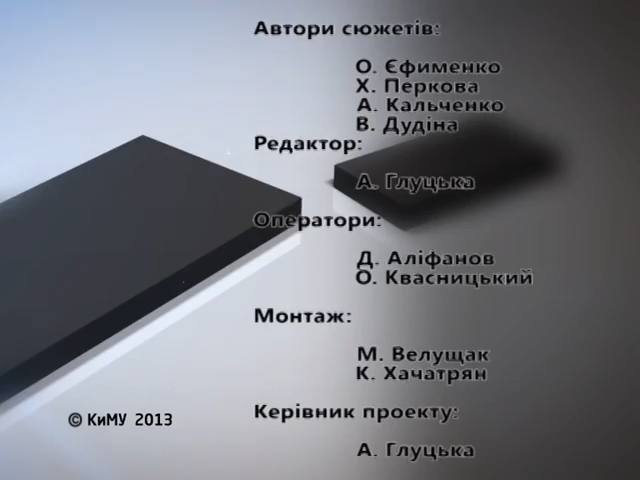 Автори сюжетів:
О. Єфименко
Х. Перкова
А. Кальченко
В. Дудіна
Редактор:
А. Глуцька
Оператори:
Д. Аліфанов
О. Квасницький
Монтаж:
М. Велущак
К. Хачатрян
Керівник проекту:
А. Глуцька
© КиМУ 2013